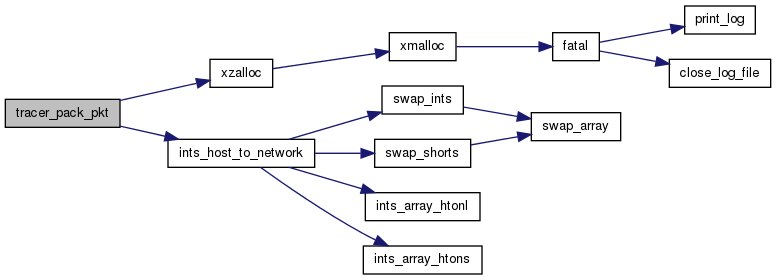 tracer_pack_pkt
xzalloc
xmalloc
fatal
print_log
close_log_file
ints_host_to_network
swap_ints
swap_shorts
swap_array
ints_array_htonl
ints_array_htons